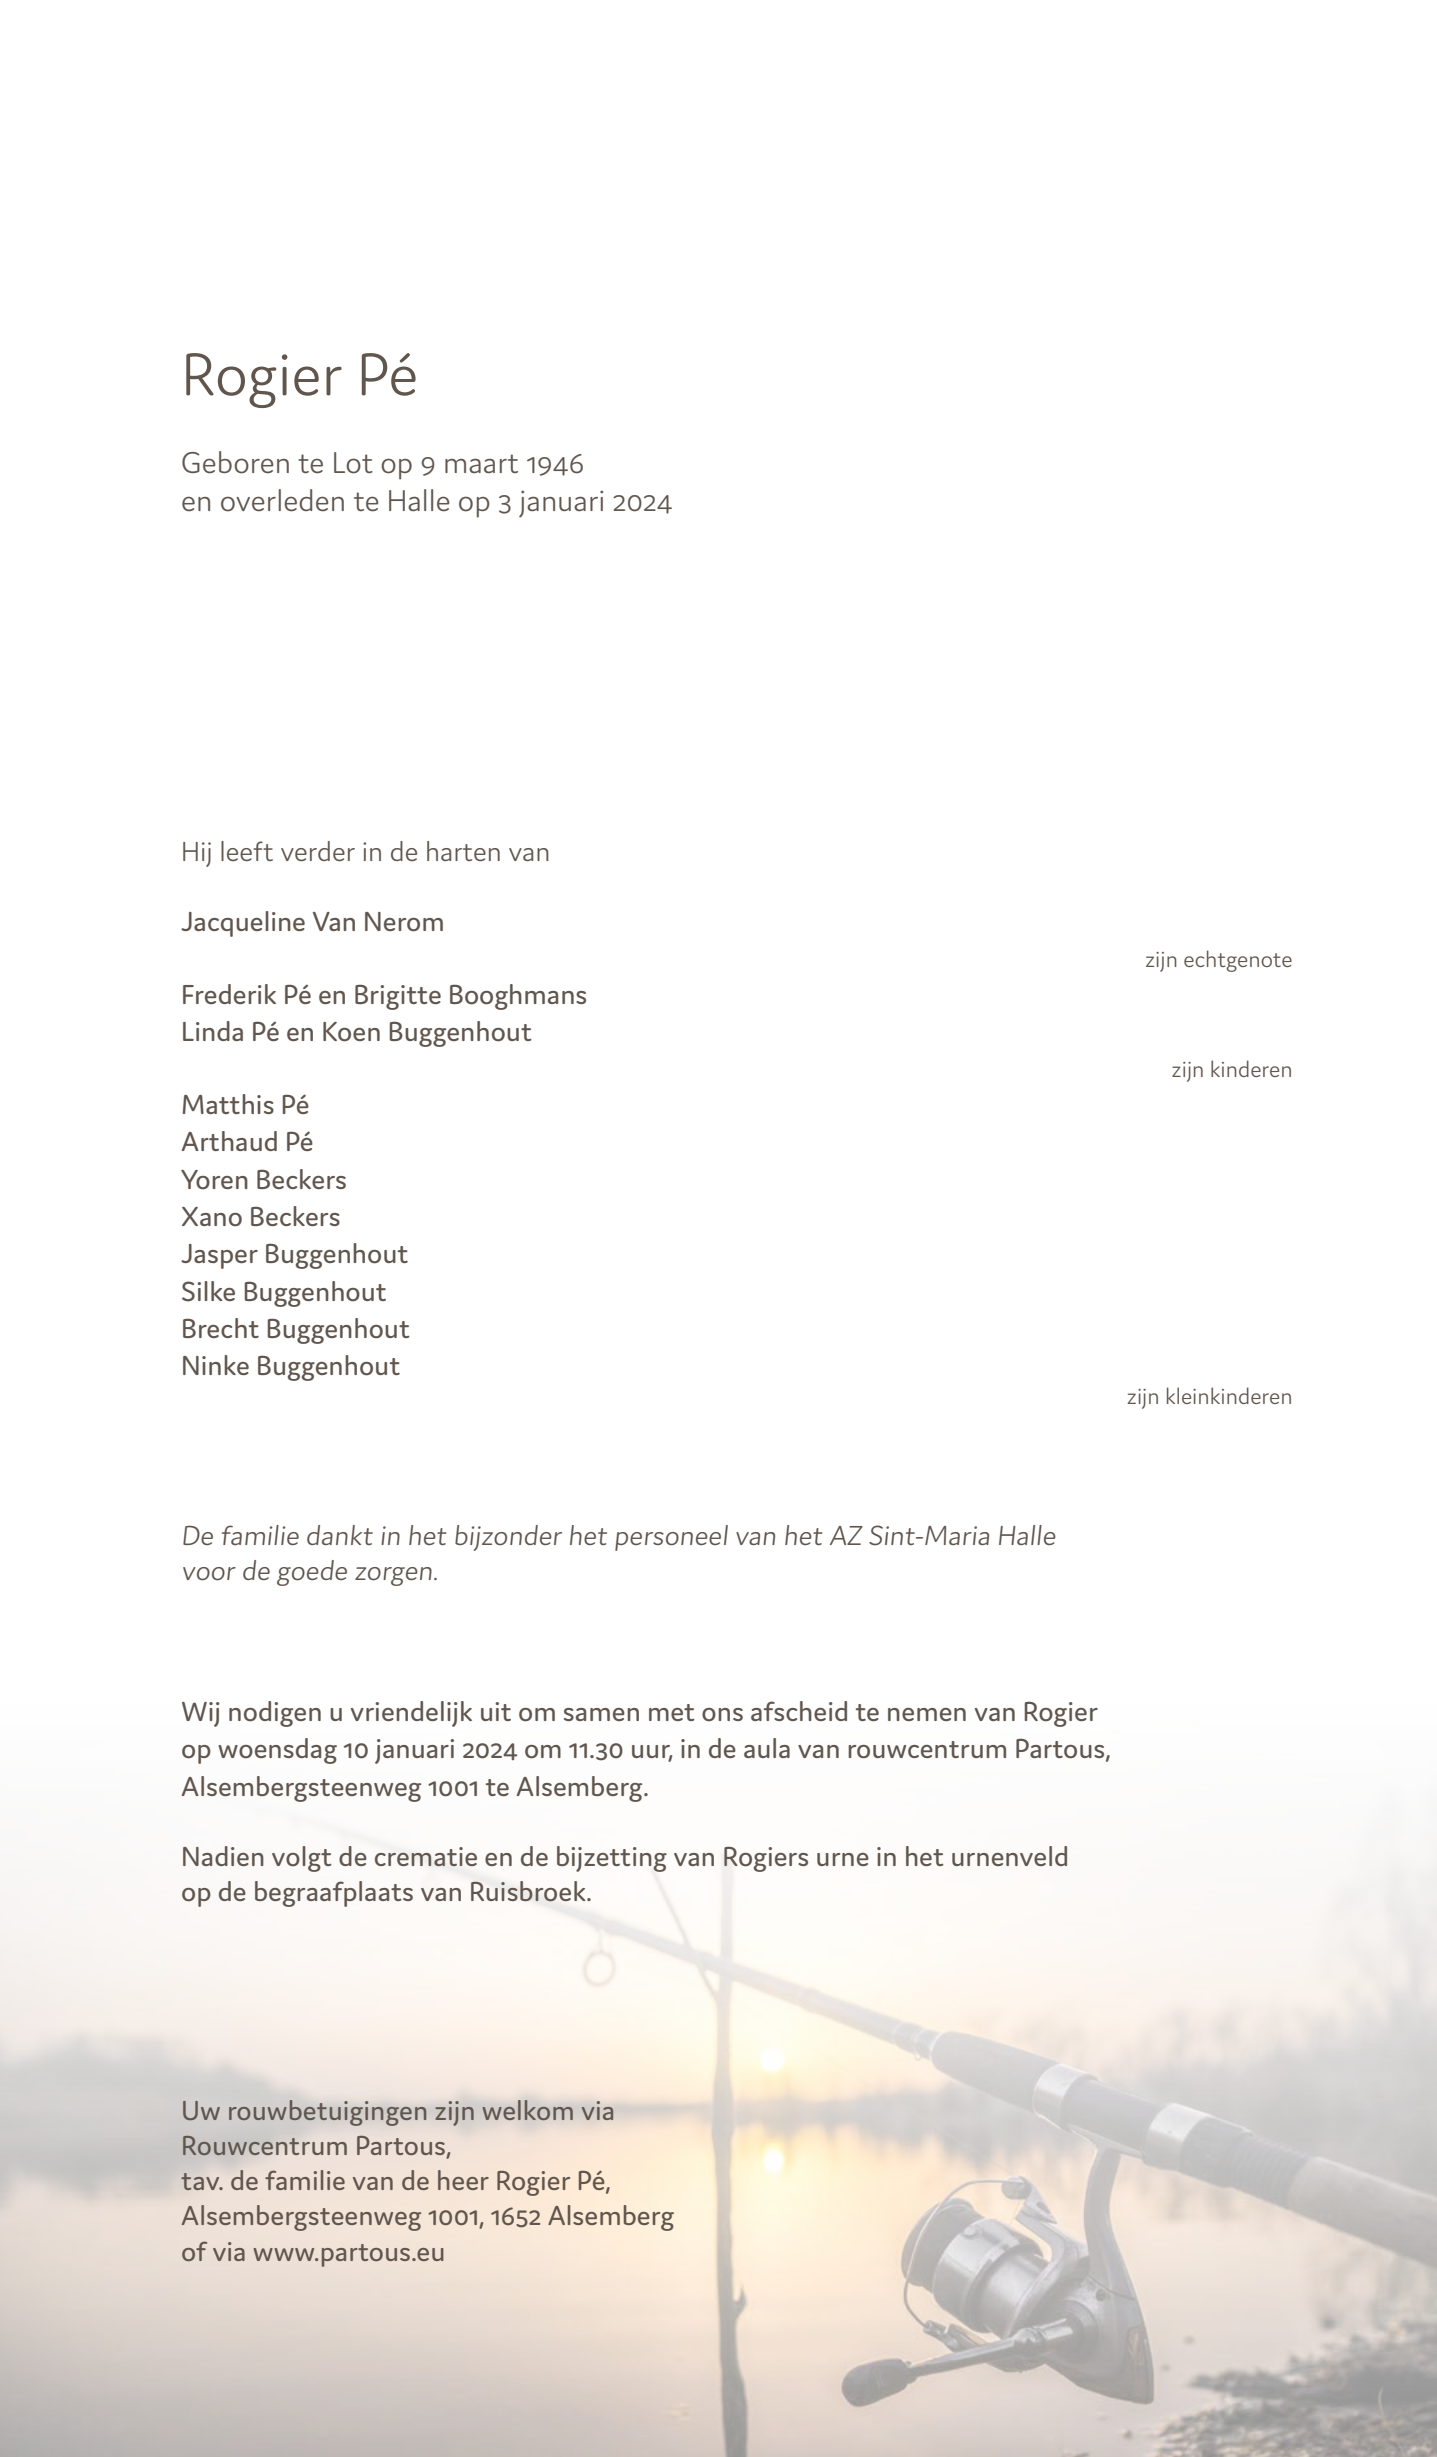 Rogier Pé
Geboren te Lot op 9 maart 1946
en overleden te Halle op 3 januari 2024
Hij leeft verder in de harten van
Jacqueline Van Nerom
zijn echtgenote
Frederik Pé en Brigitte Booghmans
Linda Pé en Koen Buggenhout
zijn kinderen
Matthis Pé
Arthaud Pé
Yoren Beckers
Xano Beckers
Jasper Buggenhout
Silke Buggenhout
Brecht Buggenhout
Ninke Buggenhout
zijn kleinkinderen
De familie dankt in het bijzonder het personeel van het AZ Sint-Maria Halle
voor de goede zorgen.
Wij nodigen u vriendelijk uit om samen met ons afscheid te nemen van Rogier
op woensdag 10 januari 2024 om 11.30 uur, in de aula van rouwcentrum Partous,
Alsembergsteenweg 1001 te Alsemberg.
Nadien volgt de crematie en de bijzetting van Rogiers urne in het urnenveld
op de begraafplaats van Ruisbroek.
Uw rouwbetuigingen zijn welkom via
Rouwcentrum Partous,
tav. de familie van de heer Rogier Pé,
Alsembergsteenweg 1001, 1652 Alsemberg
of via www.partous.eu